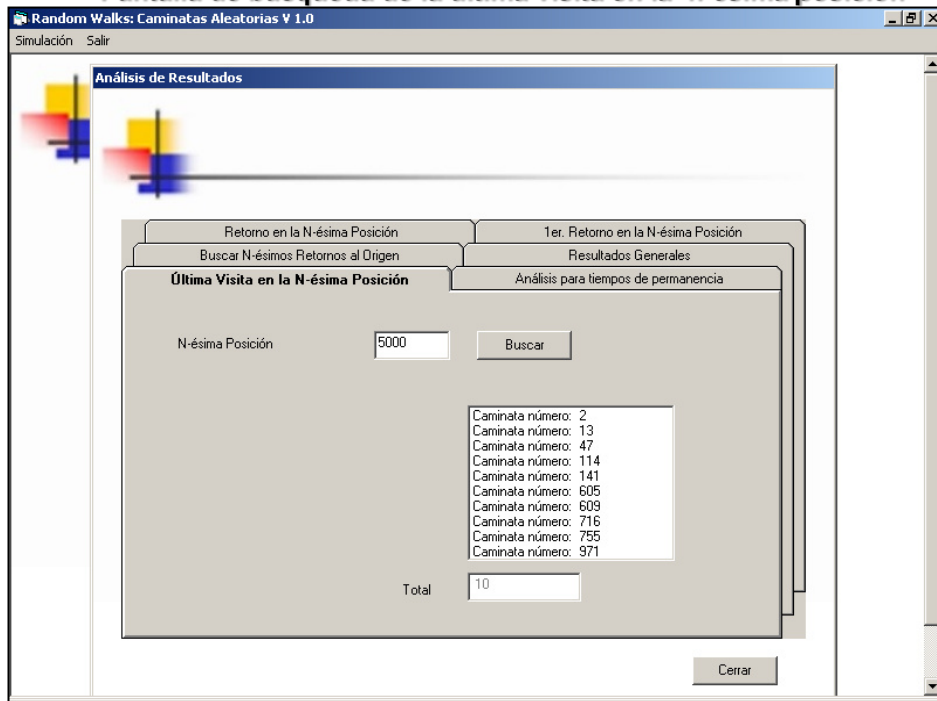 Random Walks: Caminatas Aleatorias V 1.0
Simulación Salir
Análisis de Resultados
Retorno en la N-ésima Posición
1er. Retorno en la N-ésima Posición
Buscar N-ésimos Retornos al Origen
Resultados Generales
Última Visita en la N-ésima Posición
Análisis para tiempos de permanencia
N-ésima Posición 5000 Buscar
Caminata número: 2
Caminata número: 13
Caminata número: 47
Caminata número: 114
Caminata número: 141
Caminata número: 605
Caminata número: 609
Caminata número: 716
Caminata número: 755
Caminata número: 971
Total 10
Cerrar